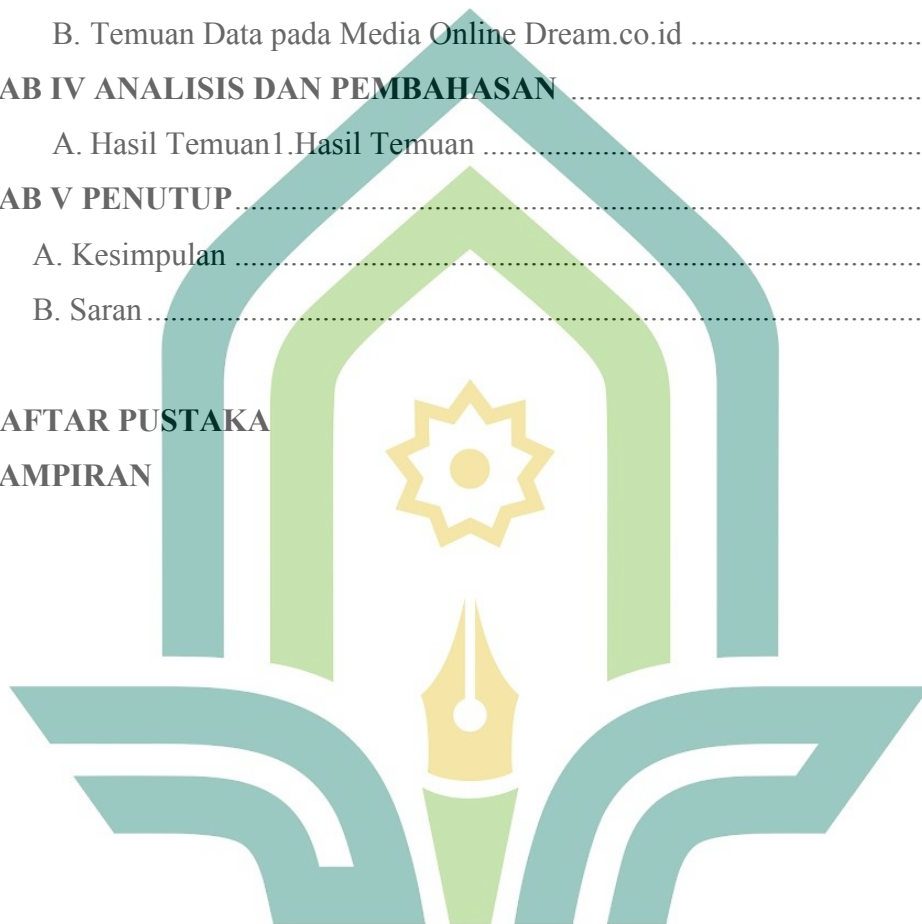 B. Temuan Data pada Media Online Dream.co.id ..............................
AB IV ANALISIS DAN PEMBAHASAN ..............................................
A. Hasil Temuan1.Hasil Temuan .........................................................
AB V PENUTUP.........................................................................................
A. Kesimpulan .........................................................................................
B. Saran ....................................................................................................
AFTAR PUSTAKA
AMPIRAN